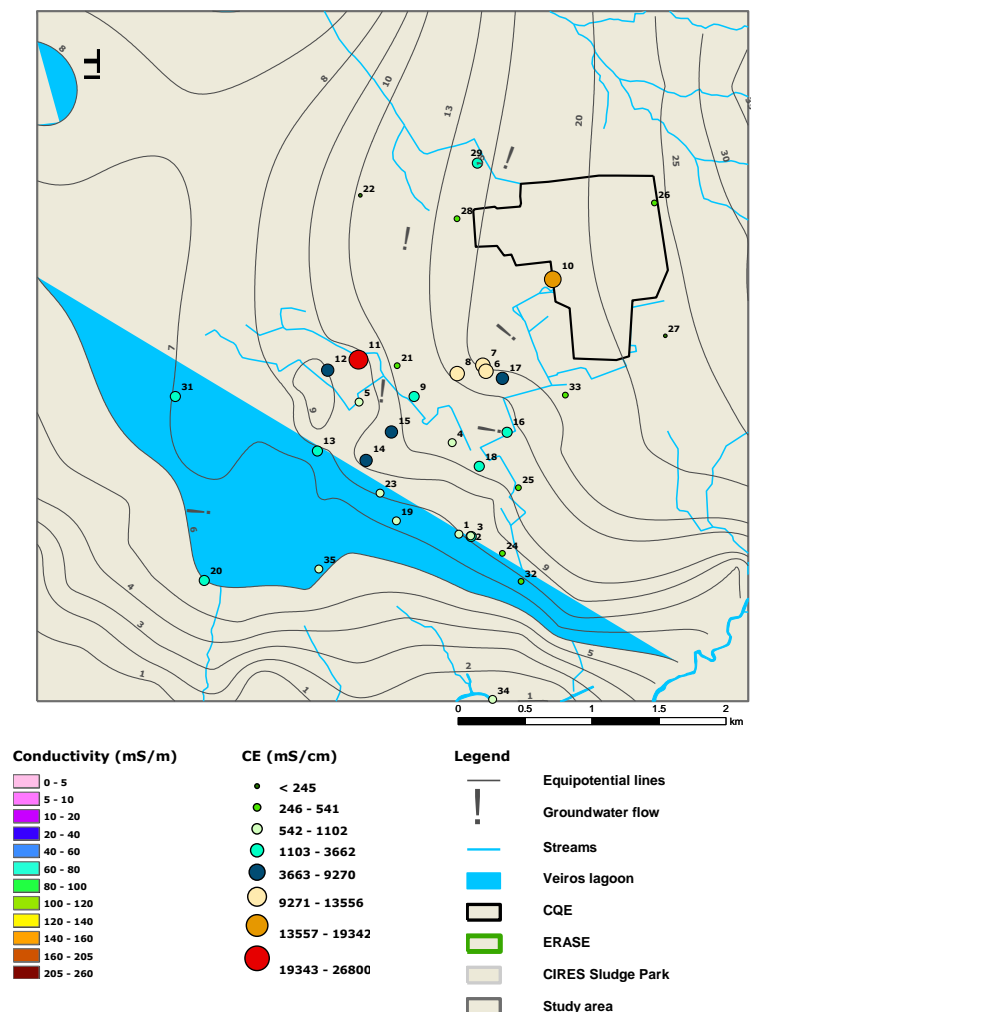 8
8
10
13
20
25
30
29
22
28
26
10
27
7
11
12
21
7
8
6
17
5
9
33
31
9
15
16
13
14
4
18
23
25
19
1
3
2
6
24
9
35
32
20
4
3
5
2
1
1
34
1
0
0.5
1
1.5
2
km
Conductivity (mS/m)
0 - 5
5 - 10
10 - 20
20 - 40
40 - 60
60 - 80
80 - 100
100 - 120
120 - 140
140 - 160
160 - 205
205 - 260
CE (mS/cm)
< 245
246 - 541
542 - 1102
1103 - 3662
3663 - 9270
9271 - 13556
13557 - 19342
19343 - 26800
Legend
Equipotential lines
Groundwater flow
Streams
Veiros lagoon
CQE
ERASE
CIRES Sludge Park
Study area